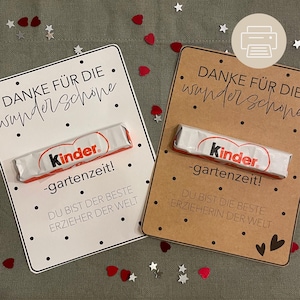 DANKE FÜR DIE
wunderschöne
Kinder
-gartenzeit!
DU BIST DER BESTE
ERZIEHER DER WELT
DANKE FÜR DIE
wunderschöne
Kinder
-gartenzeit!
DU BIST DIE BESTE
ERZIEHERIN DER WELT